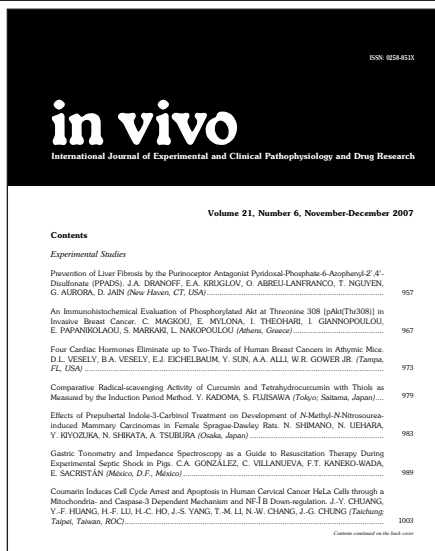 ISSN: 0258-851X
in vivo
International Journal of Experimental and Clinical Pathophysiology and Drug Research
Volume 21, Number 6, November-December 2007
Contents
Experimental Studies
Prevention of Liver Fibrosis by the Purinoceptor Antagonist Pyridoxal-Phosphate-6-Azophenyl-2',4'-
Disulfonate (PPADS). J.A. DRANOFF, E.A. KRUGLOV, O. ABREU-LANFRANCO, T. NGUYEN,
G. AURORA, D. JAIN (New Haven, CT, USA) 957
An Immunohistochemical Evaluation of Phosphorylated Akt at Threonine 308 [pAkt(Thr308)] in
Invasive Breast Cancer. C. MAGKOU, E. MYLONA, I. THEOHARI, I. GIANNOPOULOU,
E. PAPANIKOLAOU, S. MARKAKI, L. NAKOPOULOU (Athens, Greece) 967
Four Cardiac Hormones Eliminate up to Two-Thirds of Human Breast Cancers in Athymic Mice.
D.L. VESELY, B.A. VESELY, E.J. EICHELBAUM, Y. SUN, A.A. ALLI, W.R. GOWER JR. (Tampa,
FL, USA) 973
Comparative Radical-scavenging Activity of Curcumin and Tetrahydrocurcumin with Thiols as
Measured by the Induction Period Method. Y. KADOMA, S. FUJISAWA (Tokyo; Saitama, Japan) 979
Effects of Prepubertal Indole-3-Carbinol Treatment on Development of N-Methyl-N-Nitrosourea-
induced Mammary Carcinomas in Female Sprague-Dawley Rats. N. SHIMANO, N. UEHARA,
Y. KIYOZUKA, N. SHIKATA, A. TSUBURA (Osaka, Japan) 983
Gastric Tonometry and Impedance Spectroscopy as a Guide to Resuscitation Therapy During
Experimental Septic Shock in Pigs. C.A. GONZÁLEZ, C. VILLANUEVA, F.T. KANEKO-WADA,
E. SACRISTÁN (México, D.F., México) 989
Coumarin Induces Cell Cycle Arrest and Apoptosis in Human Cervical Cancer HeLa Cells through a
Mitochondria- and Caspase-3 Dependent Mechanism and NF-Î B Down-regulation. J.-Y. CHUANG,
Y.-F. HUANG, H.-F. LU, H.-C. HO, J.-S. YANG, T.-M. LI, N.-W. CHANG, J.-G. CHUNG (Taichung;
Taipei, Taiwan, ROC) 1003
Contents continued on the back cover